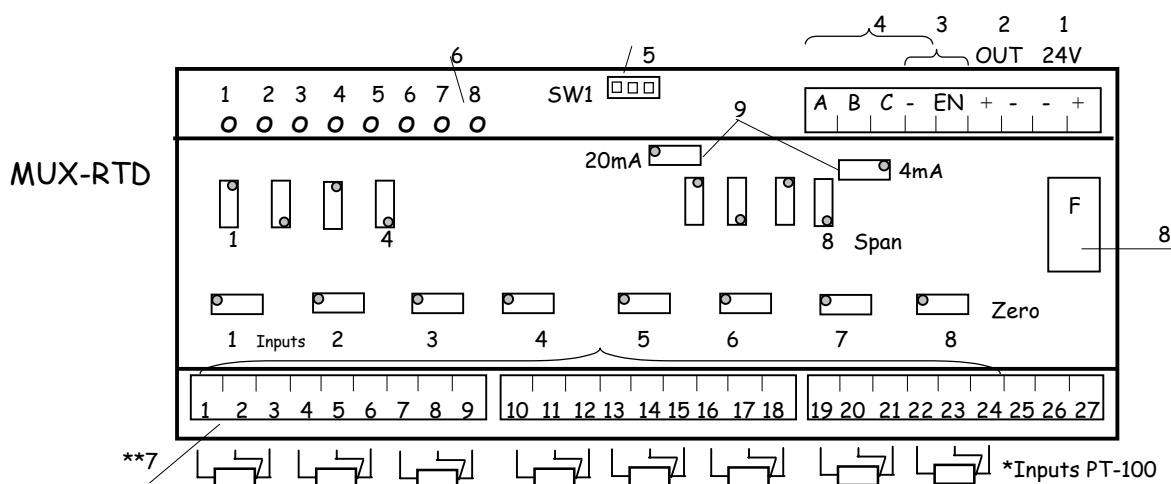 4 3 2 1
OUT 24V
6 5
1 2 3 4 5 6 7 8 SW1 A B C - EN + - - +
9
20mA 4mA
MUX-RTD
F
1 4 8 Span 8
Zero
1 Inputs 2 3 4 5 6 7 8
1 2 3 4 5 6 7 8 9 10 11 12 13 14 15 16 17 18 19 20 21 22 23 24 25 26 27
**7 *Inputs PT-100